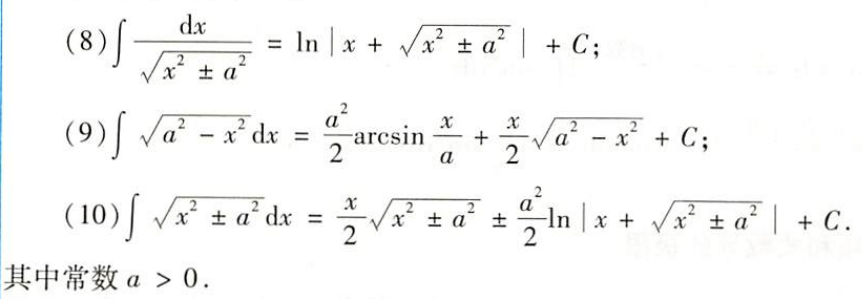 (8)∫ dx/√(x² ± a²) = ln | x + √(x² ± a²) | + C;
(9)∫ √(a² − x²) dx = a²/2 arcsin x/a + x/2 √(a² − x²) + C;
(10)∫ √(x² ± a²) dx = x/2 √(x² ± a²) ± a²/2 ln | x + √(x² ± a²) | + C.
其中常数 a > 0.